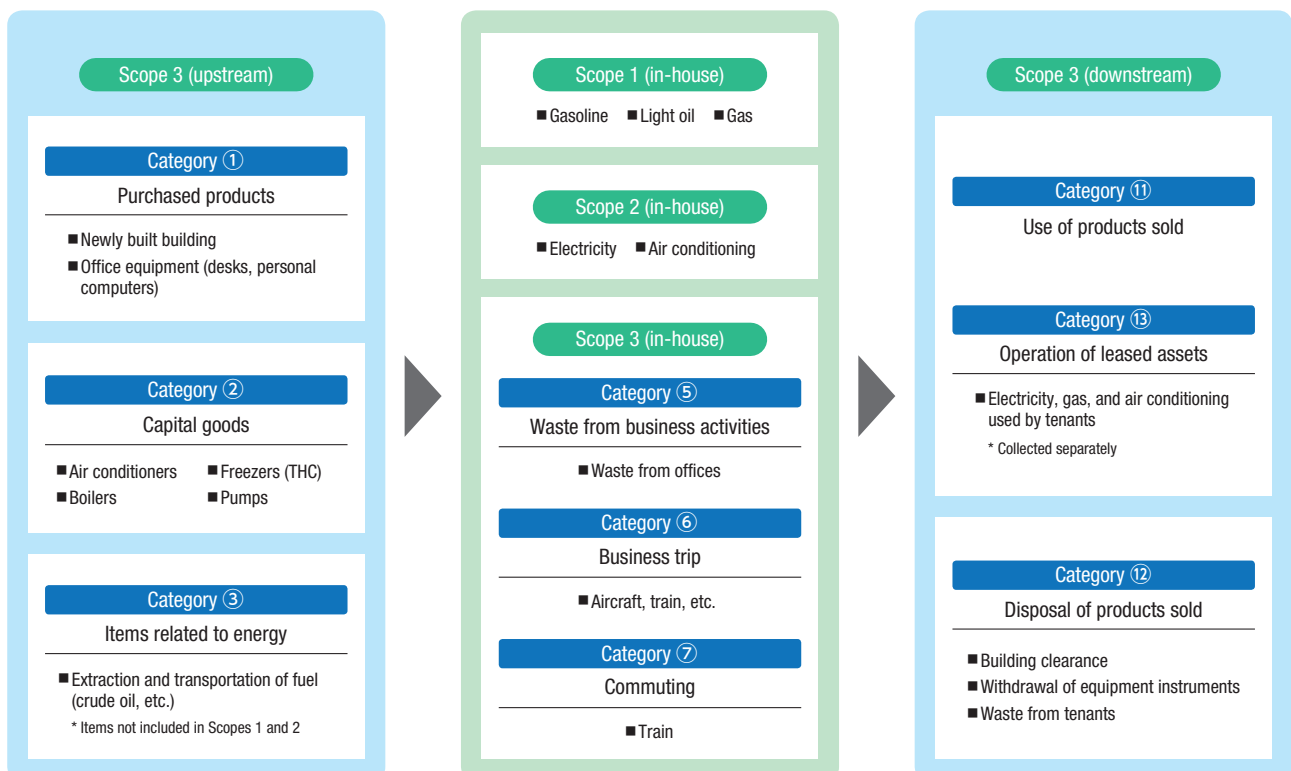 Scope 3 (upstream)
Category ①
Purchased products
■ Newly built building
■ Office equipment (desks, personal
computers)
Category ②
Capital goods
■ Air conditioners ■ Freezers (THC)
■ Boilers ■ Pumps
Category ③
Items related to energy
■ Extraction and transportation of fuel
(crude oil, etc.)
* Items not included in Scopes 1 and 2
Scope 1 (in-house)
■ Gasoline ■ Light oil ■ Gas
Scope 2 (in-house)
■ Electricity ■ Air conditioning
Scope 3 (in-house)
Category ⑤
Waste from business activities
■ Waste from offices
Category ⑥
Business trip
■ Aircraft, train, etc.
Category ⑦
Commuting
■ Train
Scope 3 (downstream)
Category ⑪
Use of products sold
Category ⑬
Operation of leased assets
■ Electricity, gas, and air conditioning
used by tenants
* Collected separately
Category ⑫
Disposal of products sold
■ Building clearance
■ Withdrawal of equipment instruments
■ Waste from tenants